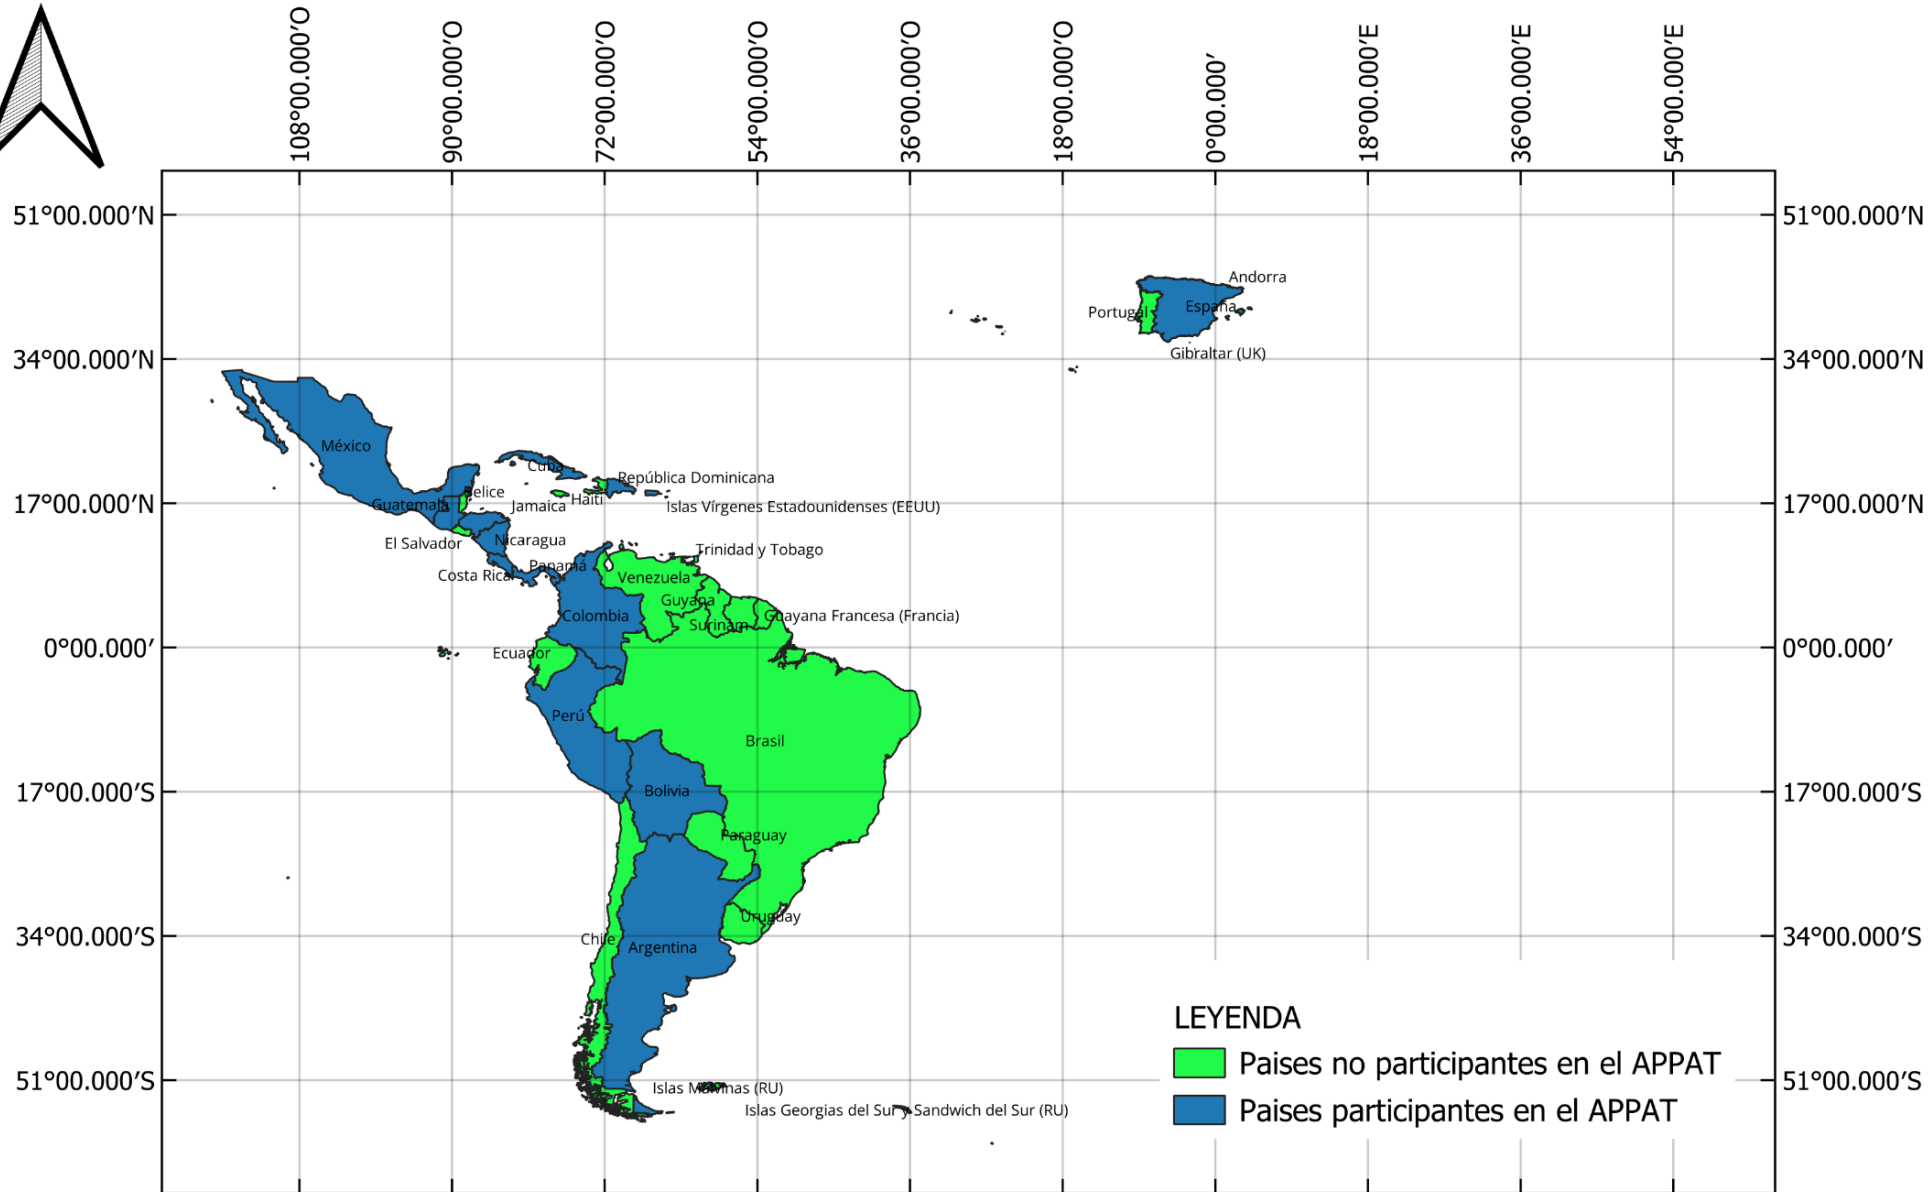 108°00.000′O
90°00.000′O
72°00.000′O
54°00.000′O
36°00.000′O
18°00.000′O
0°00.000′
18°00.000′E
36°00.000′E
54°00.000′E
51°00.000′N
51°00.000′N
Andorra
España
Portugal
Gibraltar (UK)
34°00.000′N
34°00.000′N
México
Cuba
República Dominicana
Belice
Haití
Guatemala
Jamaica
Islas Vírgenes Estadounidenses (EEUU)
17°00.000′N
17°00.000′N
El Salvador
Nicaragua
Trinidad y Tobago
Costa Rica
Panamá
Venezuela
Guyana
Colombia
Guayana Francesa (Francia)
Surinam
0°00.000′
0°00.000′
Ecuador
Perú
Brasil
17°00.000′S
Bolivia
17°00.000′S
Paraguay
Uruguay
34°00.000′S
34°00.000′S
Chile
Argentina
LEYENDA
Paises no participantes en el APPAT
Paises participantes en el APPAT
51°00.000′S
51°00.000′S
Islas Malvinas (RU)
Islas Georgias del Sur y Sandwich del Sur (RU)